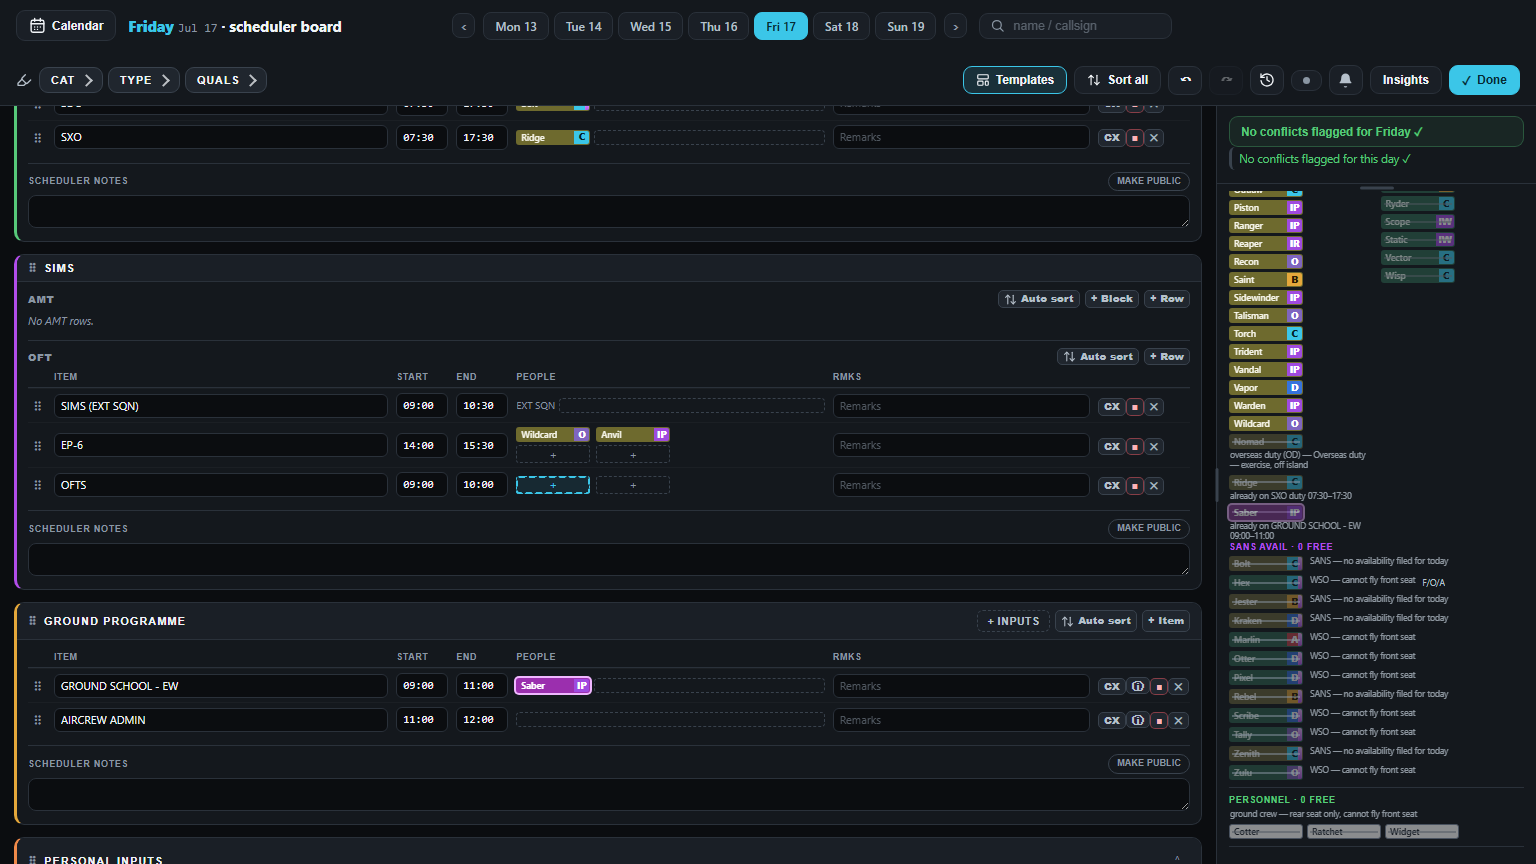 Calendar
Friday Jul 17 · scheduler board
‹
Mon 13
Tue 14
Wed 15
Thu 16
Fri 17
Sat 18
Sun 19
›
name / callsign
CAT
TYPE
QUALS
Templates
Sort all
Insights
✓ Done
SXO
07:30
17:30
Ridge C
Remarks
CX
SCHEDULER NOTES
MAKE PUBLIC
SIMS
AMT
Auto sort
+ Block
+ Row
No AMT rows.
OFT
Auto sort
+ Row
ITEM
START
END
PEOPLE
RMKS
SIMS (EXT SQN)
09:00
10:30
EXT SQN
Remarks
CX
EP-6
14:00
15:30
Wildcard O
Anvil IP
+
+
Remarks
CX
OFTS
09:00
10:00
+
+
Remarks
CX
SCHEDULER NOTES
MAKE PUBLIC
GROUND PROGRAMME
+ INPUTS
Auto sort
+ Item
ITEM
START
END
PEOPLE
RMKS
GROUND SCHOOL - EW
09:00
11:00
Saber IP
Remarks
CX
AIRCREW ADMIN
11:00
12:00
Remarks
CX
SCHEDULER NOTES
MAKE PUBLIC
PERSONAL INPUTS
No conflicts flagged for Friday ✓
No conflicts flagged for this day ✓
Piston IP
Ranger IP
Reaper IR
Recon O
Saint B
Sidewinder IP
Talisman O
Torch C
Trident IP
Vandal IP
Vapor D
Warden IP
Wildcard O
Nomad C
overseas duty (OD) — Overseas duty
— exercise, off island
Ridge C
already on SXO duty 07:30–17:30
Saber IP
already on GROUND SCHOOL - EW
09:00–11:00
Ryder C
Scope IW
Static IW
Vector C
Wisp C
SANS AVAIL · 0 FREE
Bolt C SANS — no availability filed for today
Hex C WSO — cannot fly front seat F/O/A
Jester SANS — no availability filed for today
Kraken D SANS — no availability filed for today
Marlin A WSO — cannot fly front seat
Otter D WSO — cannot fly front seat
Pixel D WSO — cannot fly front seat
Rebel SANS — no availability filed for today
Scribe D WSO — cannot fly front seat
Tally O WSO — cannot fly front seat
Zenith C SANS — no availability filed for today
Zulu O WSO — cannot fly front seat
PERSONNEL · 0 FREE
ground crew — rear seat only, cannot fly front seat
Cotter
Ratchet
Widget